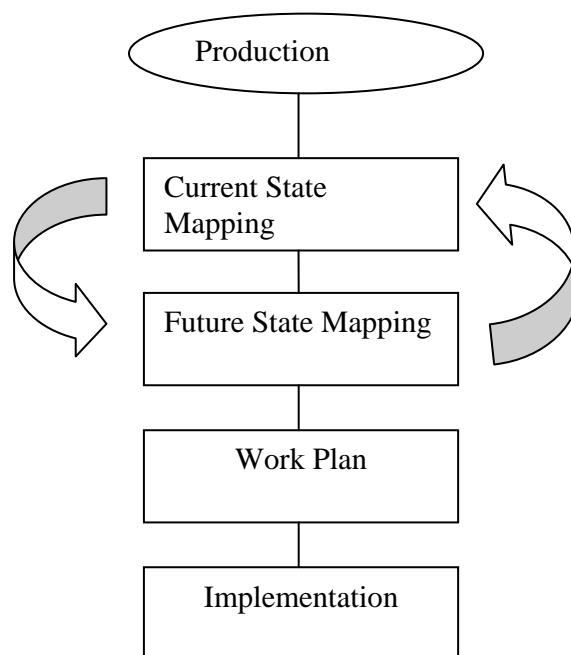 Production
Current State
Mapping
Future State Mapping
Work Plan
Implementation